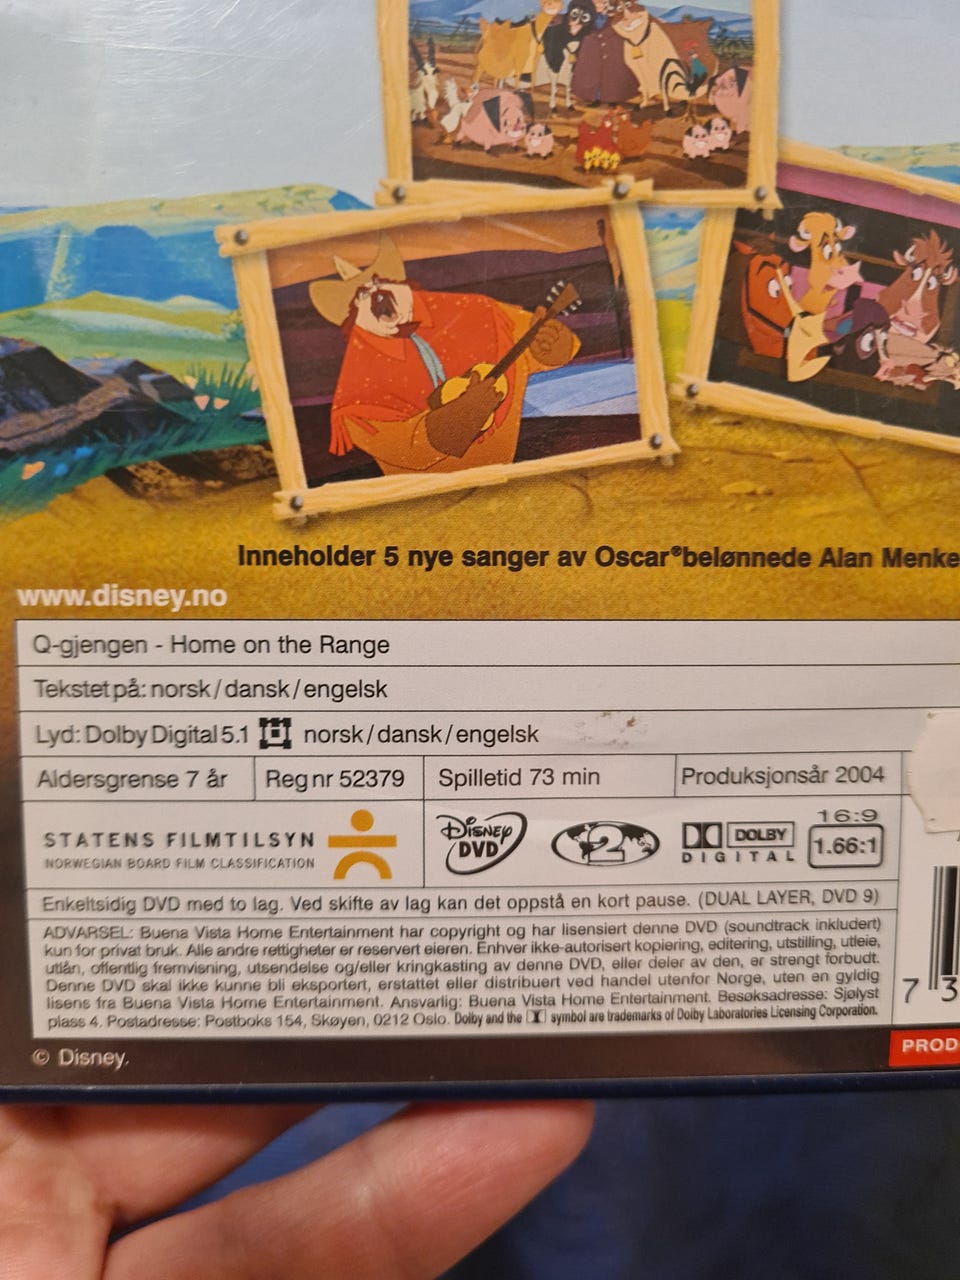 Inneholder 5 nye sanger av Oscar®belønnede Alan Menke
www.disney.no
Q-gjengen - Home on the Range
Tekstet på: norsk/dansk/engelsk
Lyd: Dolby Digital 5.1 norsk/dansk/engelsk
Aldersgrense 7 år Reg nr 52379 Spilletid 73 min Produksjonsår 2004
STATENS FILMTILSYN
NORWEGIAN BOARD FILM CLASSIFICATION
DISNEY
DVD
2
DOLBY
DIGITAL
16:9
1.66:1
Enkeltsidig DVD med to lag. Ved skifte av lag kan det oppstå en kort pause. (DUAL LAYER, DVD 9)
ADVARSEL: Buena Vista Home Entertainment har copyright og har lisensiert denne DVD (soundtrack inkludert)
kun for privat bruk. Alle andre rettigheter er reservert eieren. Enhver ikke-autorisert kopiering, editering, utstilling, utleie,
utlån, offentlig fremvisning, utsendelse og/eller kringkasting av denne DVD, eller deler av den, er strengt forbudt.
Denne DVD skal ikke kunne bli eksportert, erstattet eller distribuert ved handel utenfor Norge, uten en gyldig
lisens fra Buena Vista Home Entertainment. Ansvarlig: Buena Vista Home Entertainment. Besøksadresse: Sjølyst
plass 4. Postadresse: Postboks 154, Skøyen, 0212 Oslo. Dolby and the symbol are trademarks of Dolby Laboratories Licensing Corporation.
7 3
© Disney.
PROD